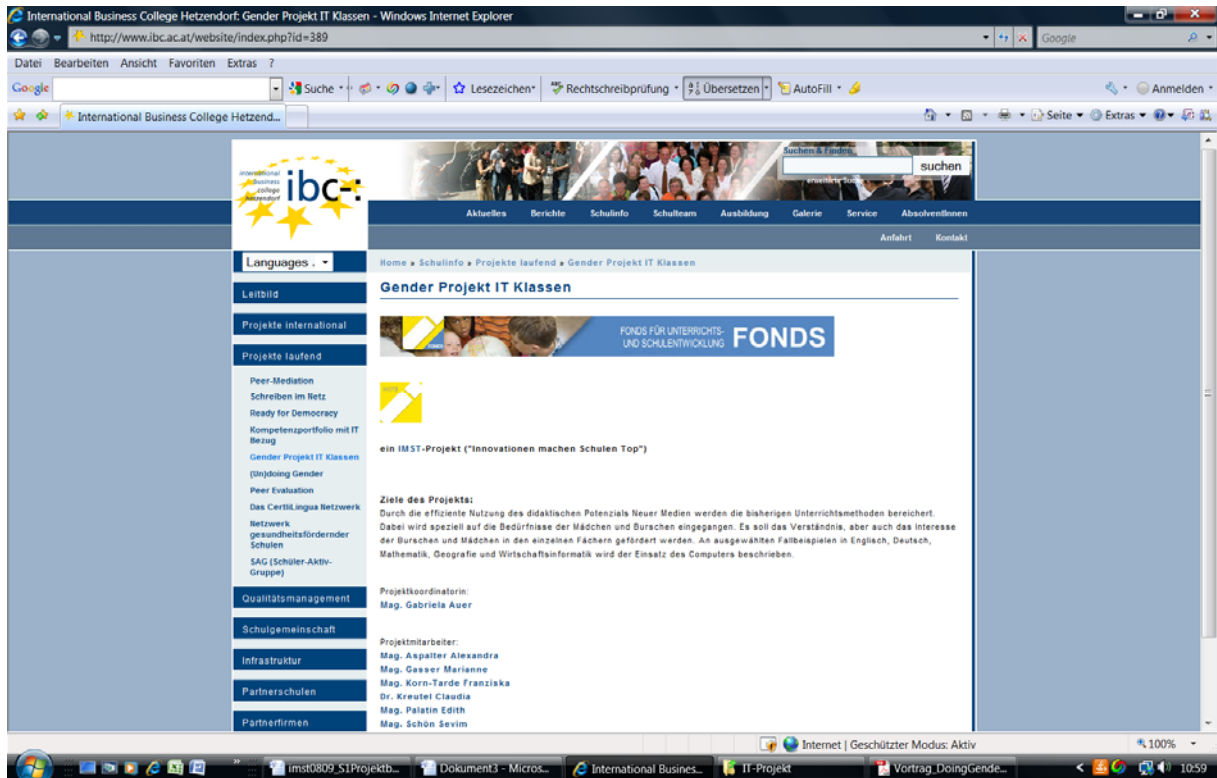 International Business College Hetzendorf: Gender Projekt IT Klassen - Windows Internet Explorer
http://www.ibc.ac.at/website/index.php?id=389
Google
Datei Bearbeiten Ansicht Favoriten Extras ?
Google
Suche
Lesezeichen
Rechtschreibprüfung
Übersetzen
AutoFill
Anmelden
International Business College Hetzend...
Seite
Extras
international
business
college
hetzendorf
ibc-:
Suchen & Finden
suchen
erweiterte Suche
Aktuelles Berichte Schulinfo Schulteam Ausbildung Galerie Service AbsolventInnen
Anfahrt Kontakt
Languages .
Home » Schulinfo » Projekte laufend » Gender Projekt IT Klassen
Leitbild
Projekte international
Projekte laufend
Peer-Mediation
Schreiben im Netz
Ready for Democracy
Kompetenzportfolio mit IT
Bezug
Gender Projekt IT Klassen
(Un)doing Gender
Peer Evaluation
Das CertiLingua Netzwerk
Netzwerk
gesundheitsfördernder
Schulen
SAG (Schüler-Aktiv-
Gruppe)
Qualitätsmanagement
Schulgemeinschaft
Infrastruktur
Partnerschulen
Partnerfirmen
Gender Projekt IT Klassen
FONDS FÜR UNTERRICHTS-
UND SCHULENTWICKLUNG
FONDS
ein IMST-Projekt ("Innovationen machen Schulen Top")
Ziele des Projekts:
Durch die effiziente Nutzung des didaktischen Potenzials Neuer Medien werden die bisherigen Unterrichtsmethoden bereichert.
Dabei wird speziell auf die Bedürfnisse der Mädchen und Burschen eingegangen. Es soll das Verständnis, aber auch das Interesse
der Burschen und Mädchen in den einzelnen Fächern gefördert werden. An ausgewählten Fallbeispielen in Englisch, Deutsch,
Mathematik, Geografie und Wirtschaftsinformatik wird der Einsatz des Computers beschrieben.
Projektkoordinatorin:
Mag. Gabriela Auer
Projektmitarbeiter:
Mag. Aspalter Alexandra
Mag. Gasser Marianne
Mag. Korn-Tarde Franziska
Dr. Kreutel Claudia
Mag. Palatin Edith
Mag. Schön Sevim
Internet | Geschützter Modus: Aktiv
100%
imst0809_S1Projektb...
Dokument3 - Micros...
International Busines...
IT-Projekt
Vortrag_DoingGende...
10:59